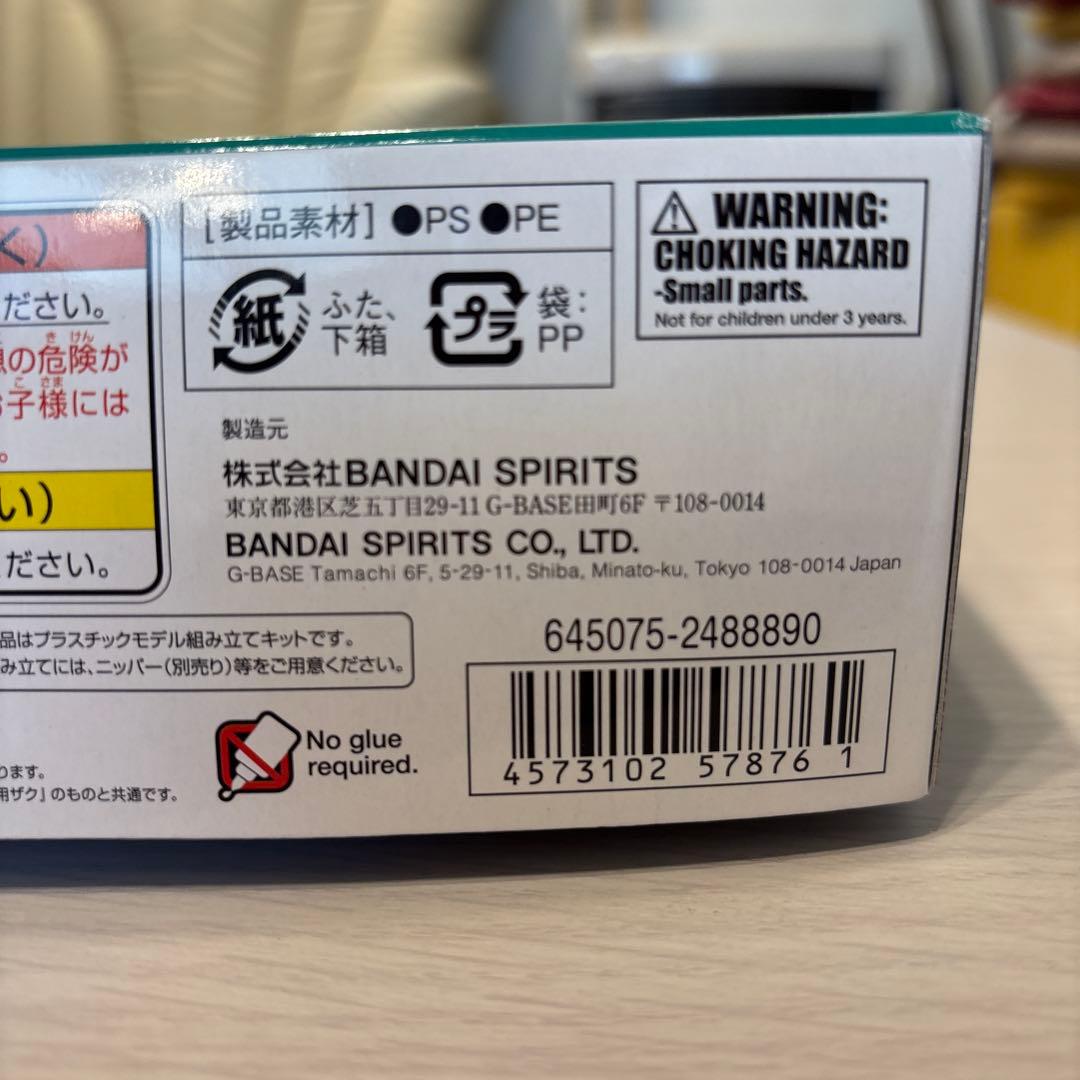 く）
ださい。
の危険が
き けん
お子様には
こ さま
。
い）
ださい。
［製品素材］●PS●PE
紙
ふた、
下箱
プラ
袋：
PP
WARNING:
CHOKING HAZARD
-Small parts.
Not for children under 3 years.
製造元
株式会社BANDAI SPIRITS
東京都港区芝五丁目29-11 G-BASE田町6F 〒108-0014
BANDAI SPIRITS CO., LTD.
G-BASE Tamachi 6F, 5-29-11, Shiba, Minato-ku, Tokyo 108-0014 Japan
品はプラスチックモデル組み立てキットです。
み立てには、ニッパー（別売り）等をご用意ください。
645075-2488890
4573102 57876 1
No glue
required.
ります。
用ザク』のものと共通です。